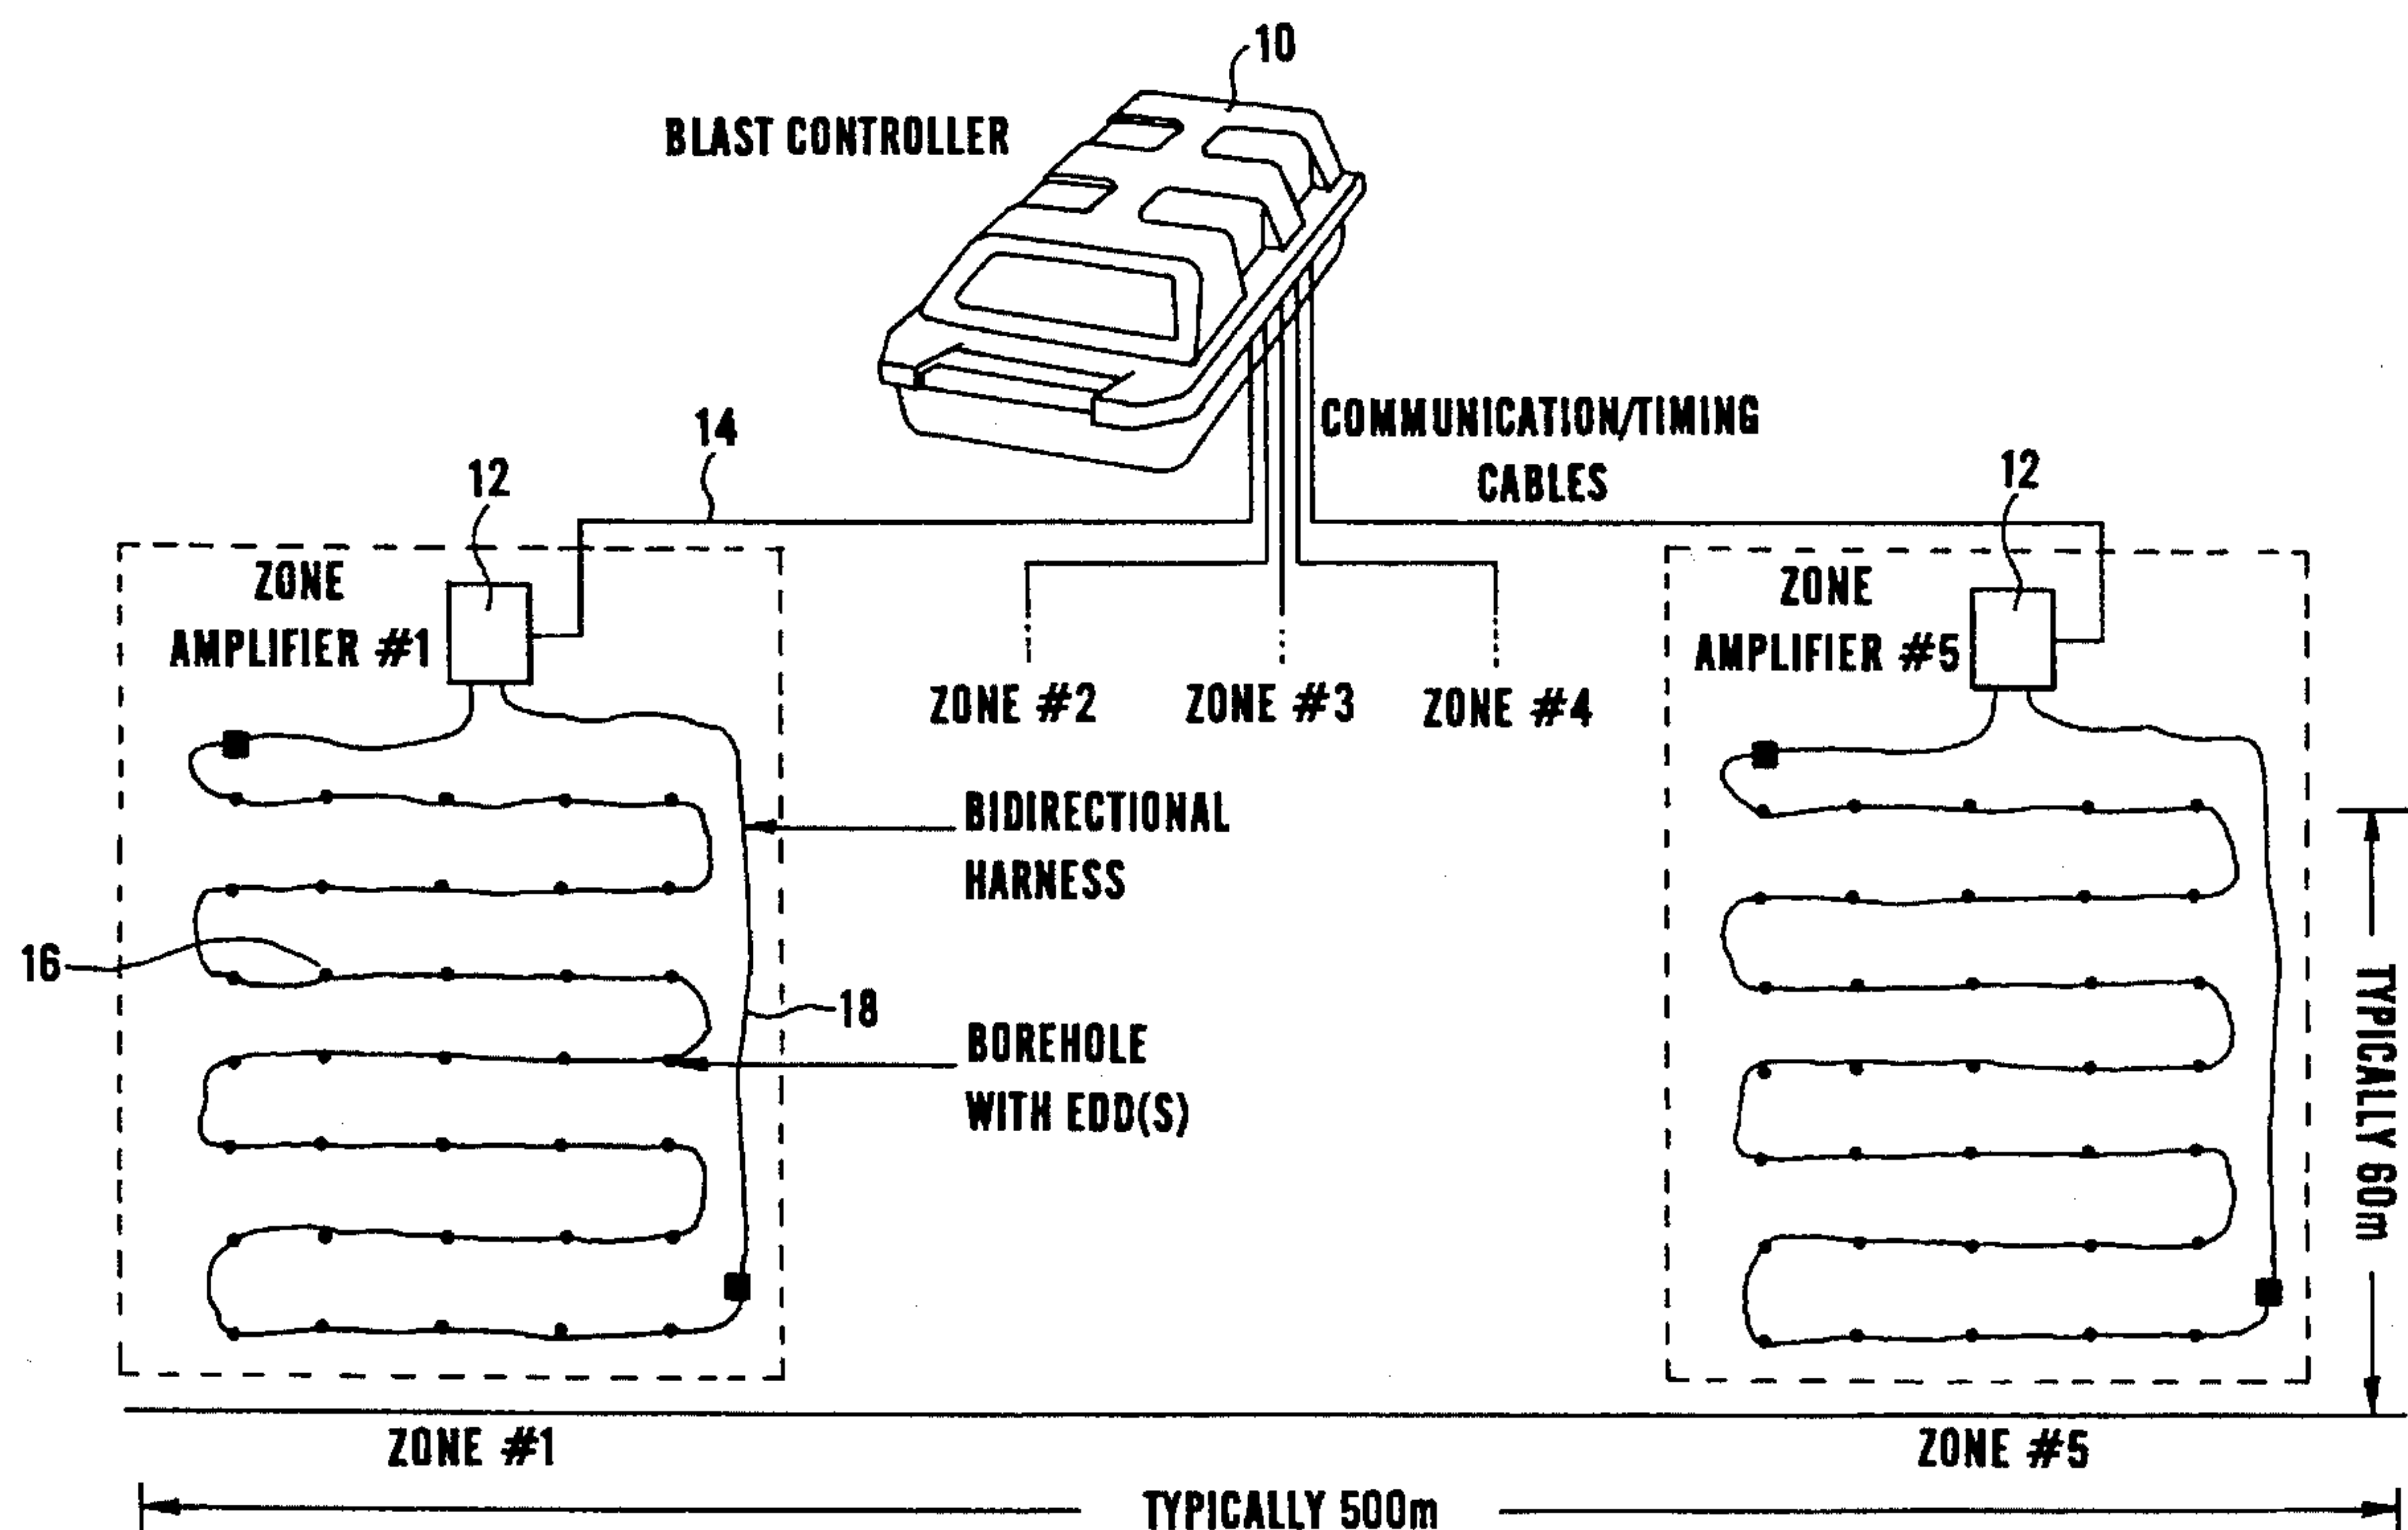 10
BLAST CONTROLLER
COMMUNICATION/TIMING
CABLES
14
12
12
ZONE
AMPLIFIER #1
ZONE
AMPLIFIER #5
ZONE #2
ZONE #3
ZONE #4
BIDIRECTIONAL
HARNESS
16
18
BOREHOLE
WITH EDD(S)
TYPICALLY 60m
ZONE #1
ZONE #5
TYPICALLY 500m